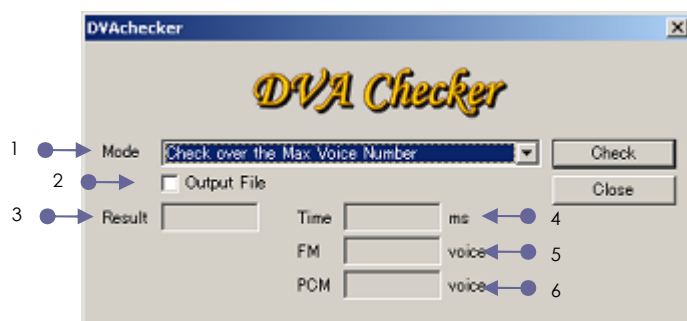 DVAchecker
DVA Checker
1 Mode Check over the Max Voice Number Check
2 Output File Close
3 Result Time ms 4
FM voice 5
PCM voice 6